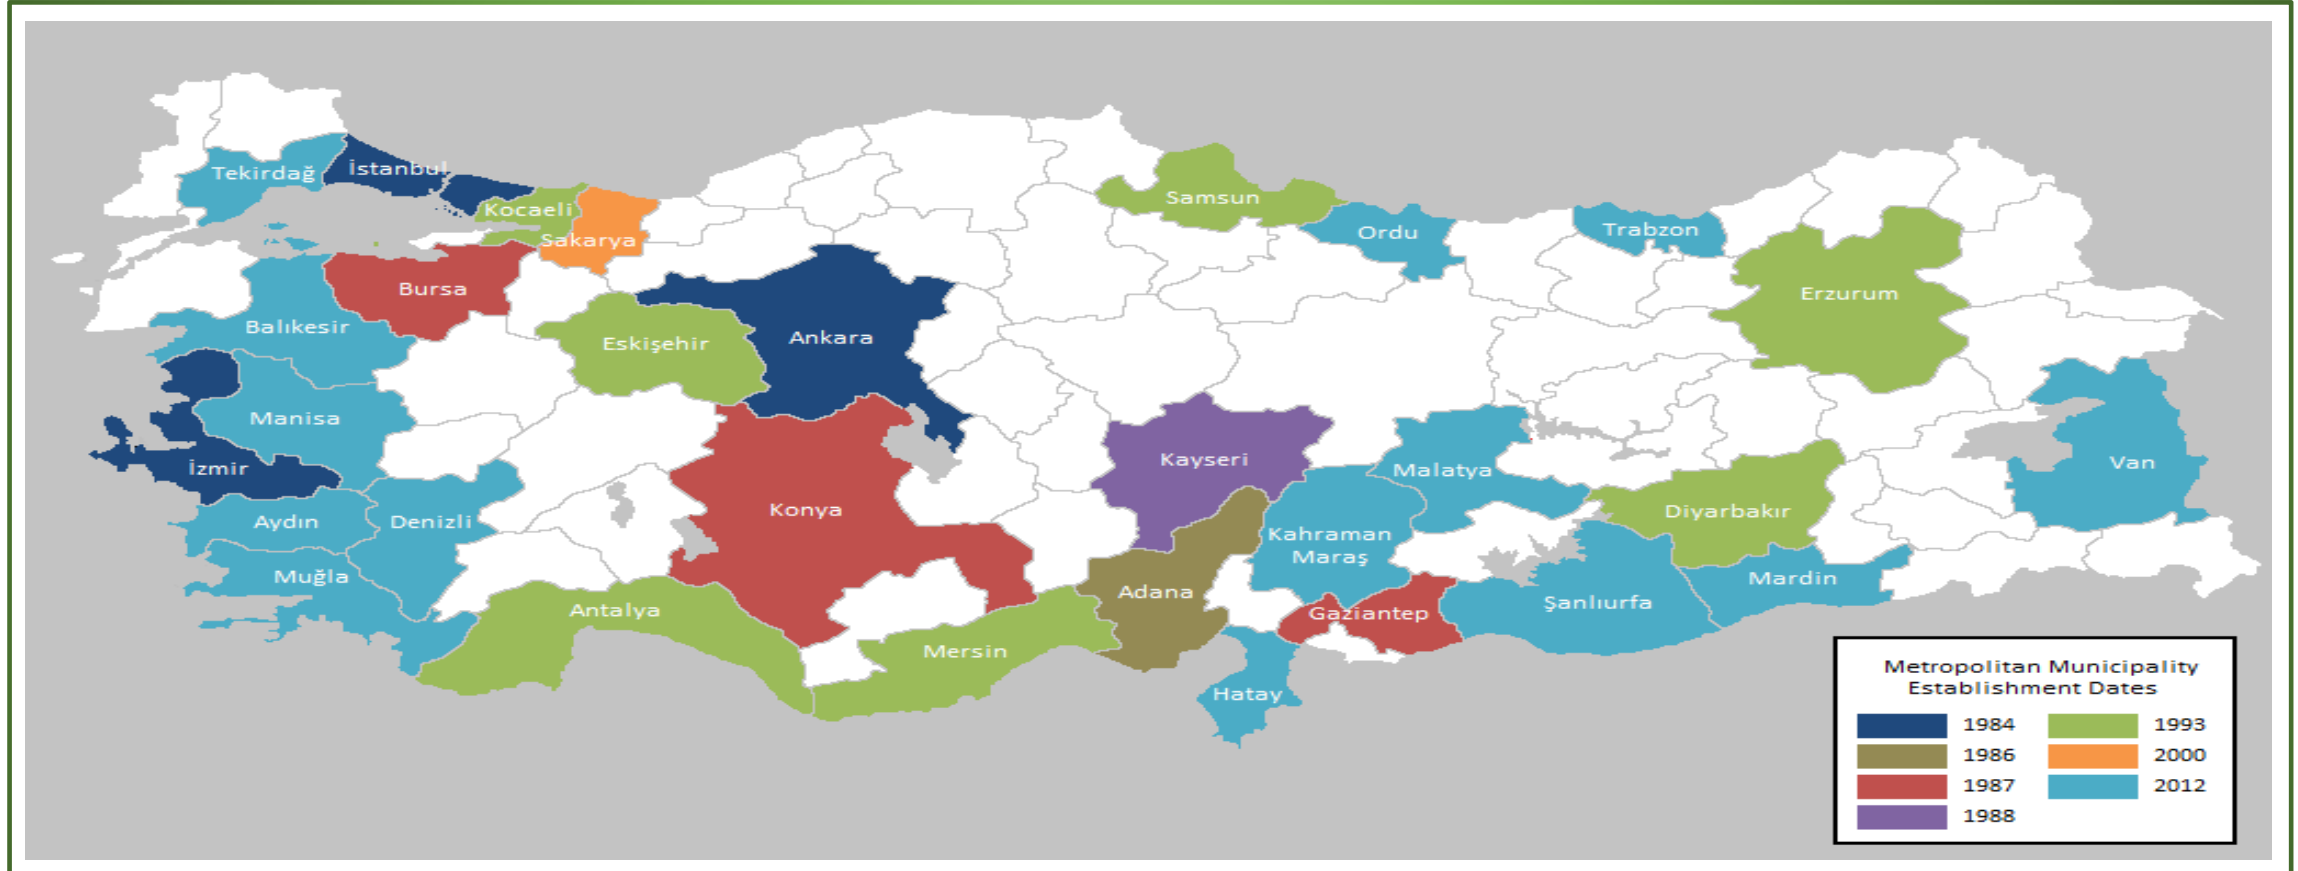 Tekirdağ
İstanbul
Kocaeli
Sakarya
Samsun
Ordu
Trabzon
Bursa
Erzurum
Balıkesir
Eskişehir
Ankara
Manisa
İzmir
Kayseri
Malatya
Van
Aydın
Denizli
Konya
Diyarbakır
Kahraman
Maraş
Muğla
Antalya
Adana
Mardin
Şanlıurfa
Gaziantep
Mersin
Hatay
Metropolitan Municipality
Establishment Dates
1984
1993
1986
2000
1987
2012
1988